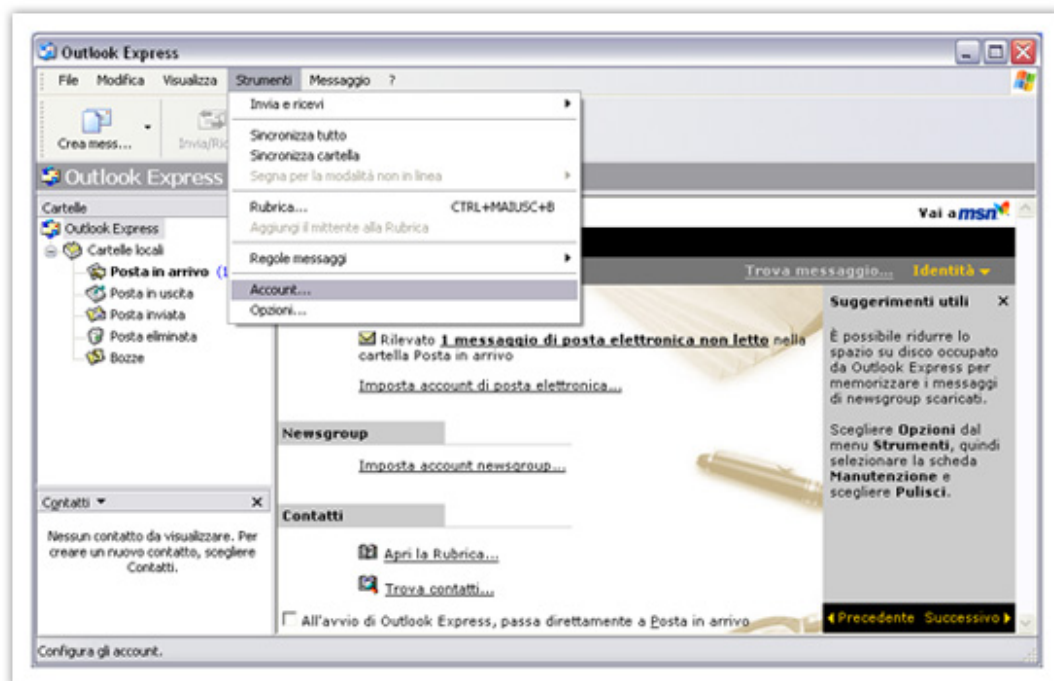 Outlook Express
File Modifica Visualizza Strumenti Messaggio ?
Crea mess...
Invia e ricevi
Sincronizza tutto
Sincronizza cartella
Segna per la modalità non in linea
Rubrica... CTRL+MAIUSC+B
Aggiungi il mittente alla Rubrica
Regole messaggi
Account...
Opzioni...
Outlook Express
Cartelle
Outlook Express
Cartelle locali
Posta in arrivo (1
Posta in uscita
Posta inviata
Posta eliminata
Bozze
Contatti
Nessun contatto da visualizzare. Per
creare un nuovo contatto, scegliere
Contatti.
Vai a msn
Trova messaggio... Identità
Rilevato 1 messaggio di posta elettronica non letto nella
cartella Posta in arrivo
Imposta account di posta elettronica...
Newsgroup
Imposta account newsgroup...
Contatti
Apri la Rubrica...
Trova contatti...
All'avvio di Outlook Express, passa direttamente a Posta in arrivo
Suggerimenti utili
È possibile ridurre lo
spazio su disco occupato
da Outlook Express per
memorizzare i messaggi
di newsgroup scaricati.
Scegliere Opzioni dal
menu Strumenti, quindi
selezionare la scheda
Manutenzione e
scegliere Pulisci.
Precedente Successivo
Configura gli account.